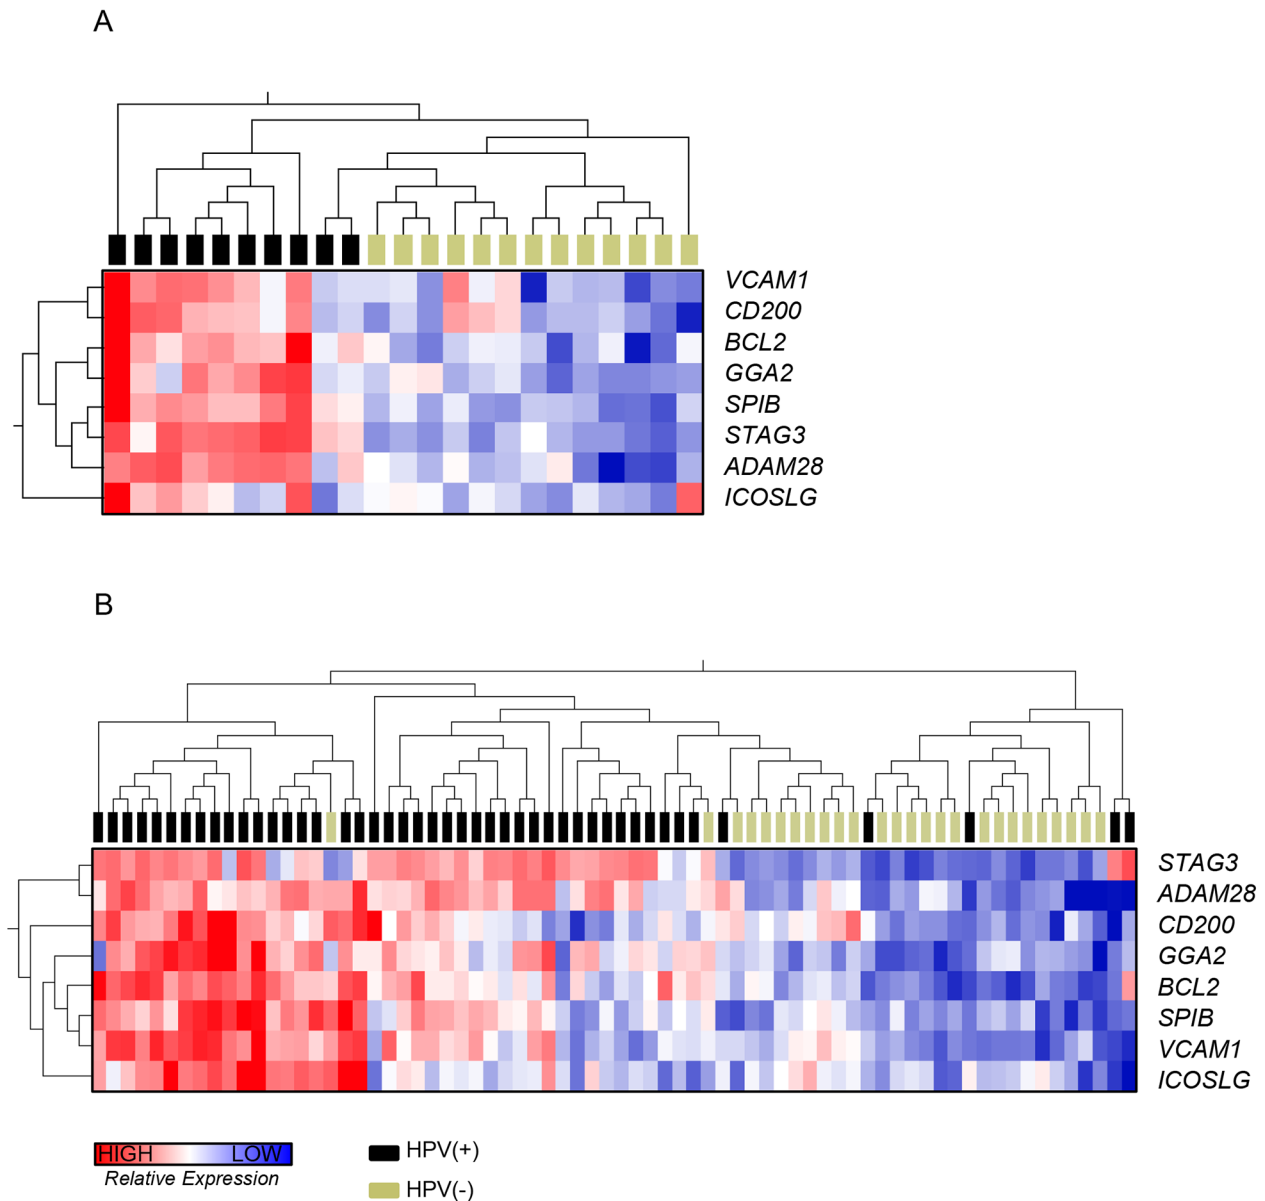 A
VCAM1
CD200
BCL2
GGA2
SPIB
STAG3
ADAM28
ICOSLG
B
STAG3
ADAM28
CD200
GGA2
BCL2
SPIB
VCAM1
ICOSLG
HIGH LOW
Relative Expression
HPV(+)
HPV(-)